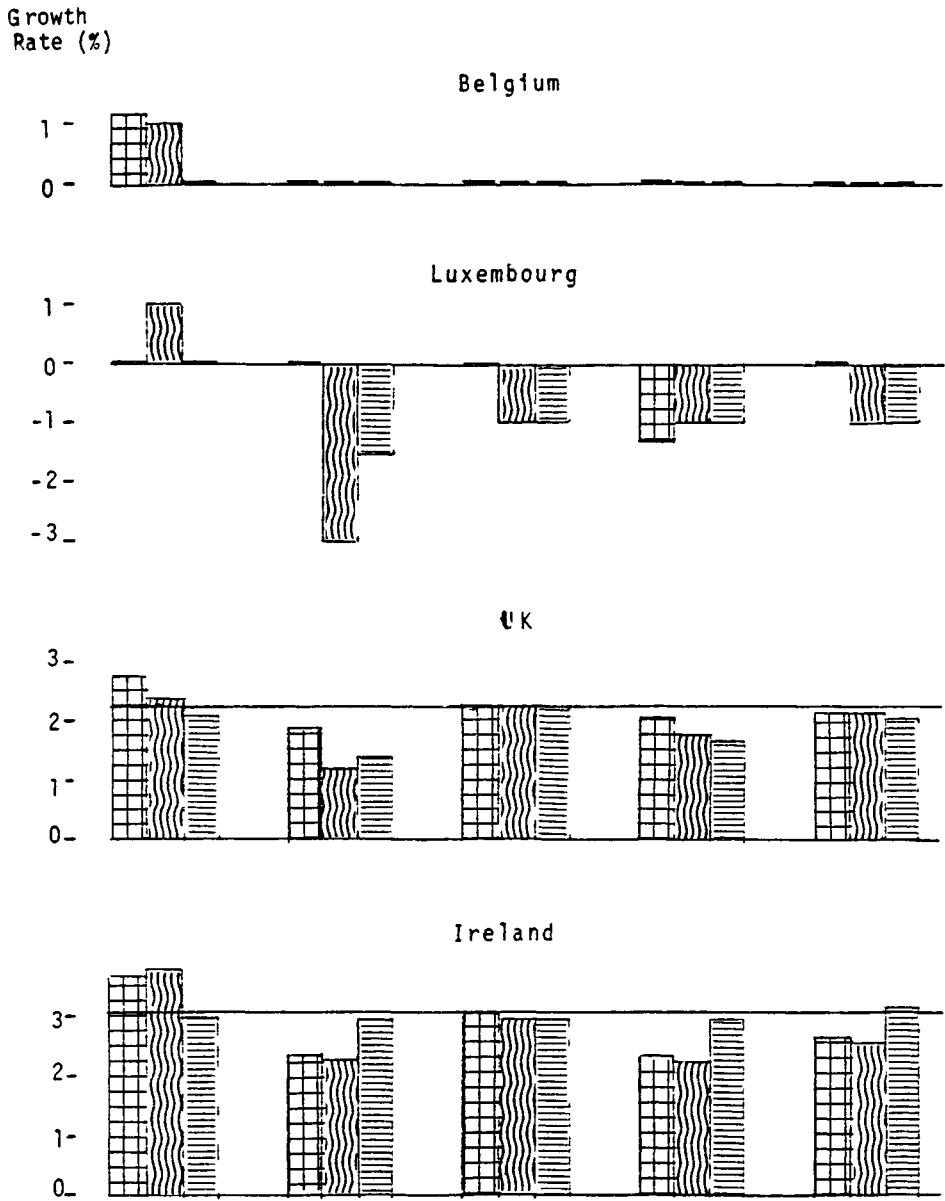 Growth
Rate (%)
Belgium
1 -
0 -
Luxembourg
1 -
0 -
-1 -
-2 -
-3 -
UK
3 -
2 -
1 -
0 -
Ireland
3 -
2 -
1 -
0 -